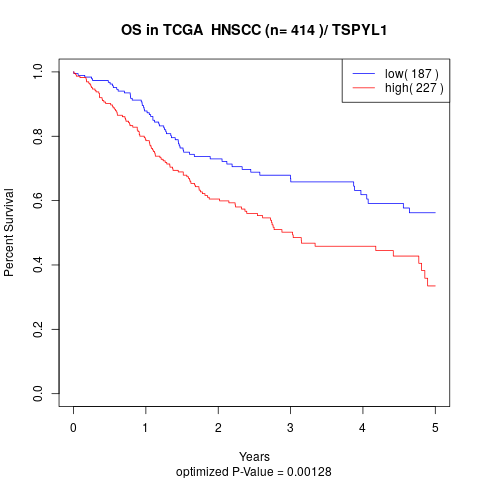 OS in TCGA  HNSCC (n= 414 )/ TSPYL1
low( 187 )
high( 227 )
Percent Survival
1.0
0.8
0.6
0.4
0.2
0.0
0 1 2 3 4 5
Years
optimized P-Value = 0.00128